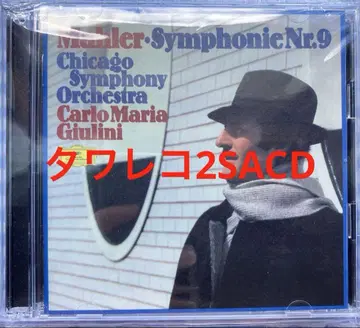 Mahler·Symphonie Nr.9
Chicago
Symphony
Orchestra
Carlo Maria
Giulini
タワレコ2SACD